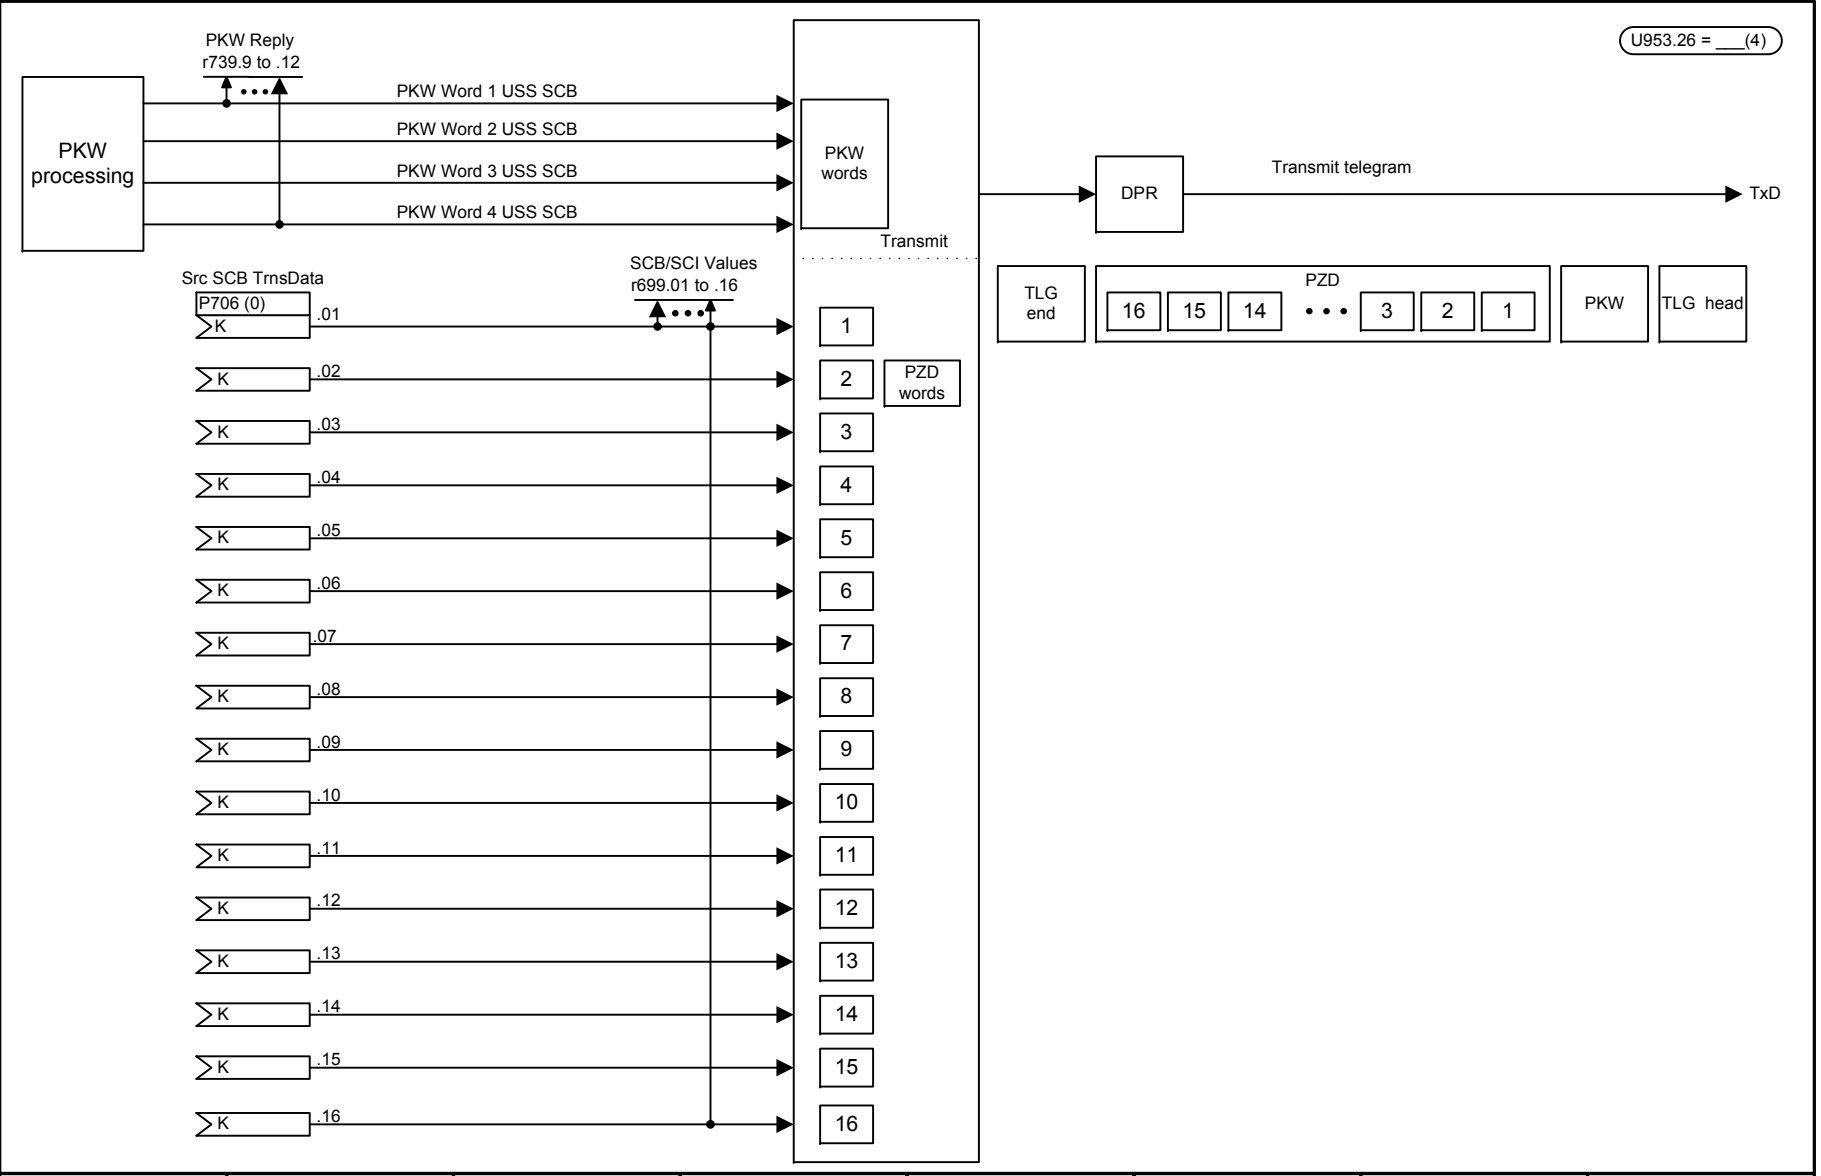 PKW Reply
r739.9 to .12
U953.26 = ___(4)
PKW
processing
PKW Word 1 USS SCB
PKW Word 2 USS SCB
PKW Word 3 USS SCB
PKW Word 4 USS SCB
PKW
words
Transmit
DPR
Transmit telegram
TxD
Src SCB TrnsData
P706 (0)
SCB/SCI Values
r699.01 to .16
TLG
end
PZD
16 15 14 ••• 3 2 1
PKW
TLG head
K .01 ••• 1
K .02 2
PZD
words
K .03 3
K .04 4
K .05 5
K .06 6
K .07 7
K .08 8
K .09 9
K .10 10
K .11 11
K .12 12
K .13 13
K .14 14
K .15 15
K .16 16